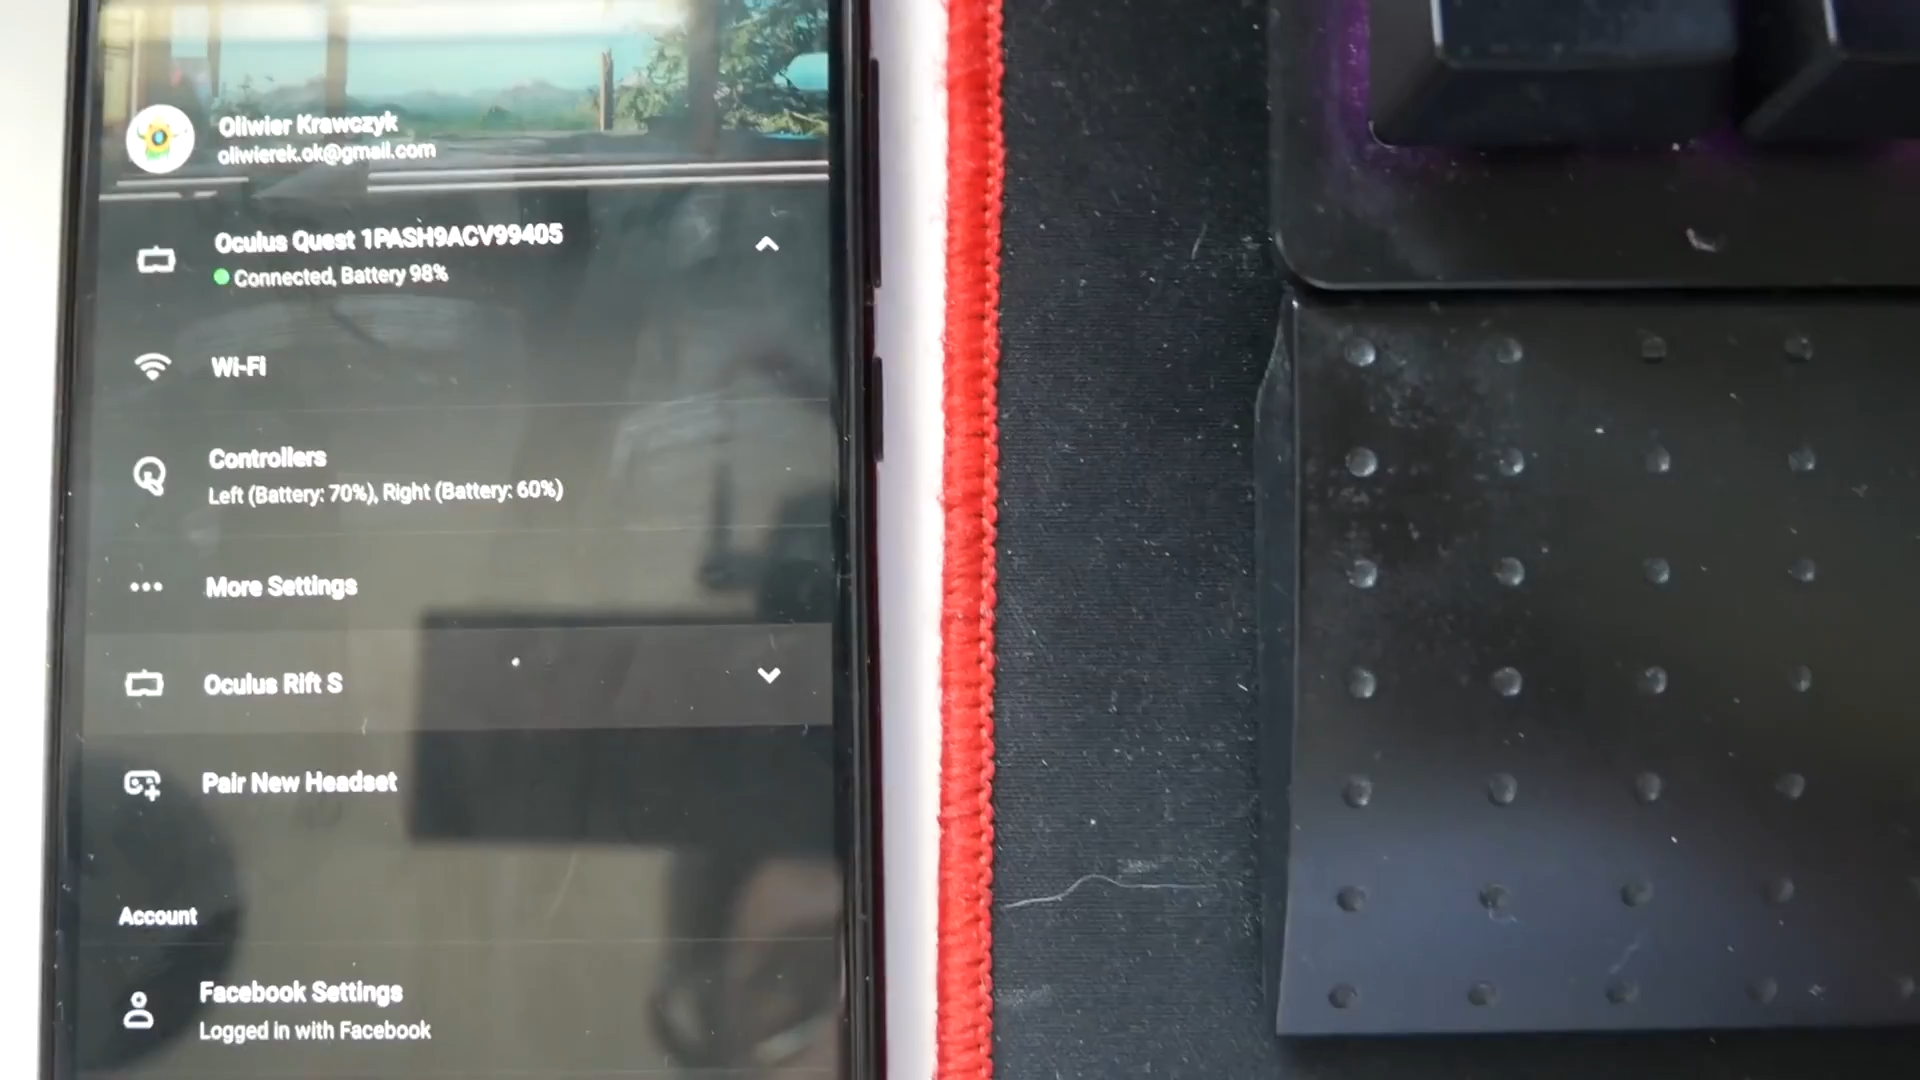 Oliwier Krawczyk
oliwierek.ok@gmail.com
Oculus Quest 1PASH9ACV99405
Connected, Battery 98%
Wi-Fi
Controllers
Left (Battery: 70%), Right (Battery: 60%)
More Settings
Oculus Rift S
Pair New Headset
Account
Facebook Settings
Logged in with Facebook